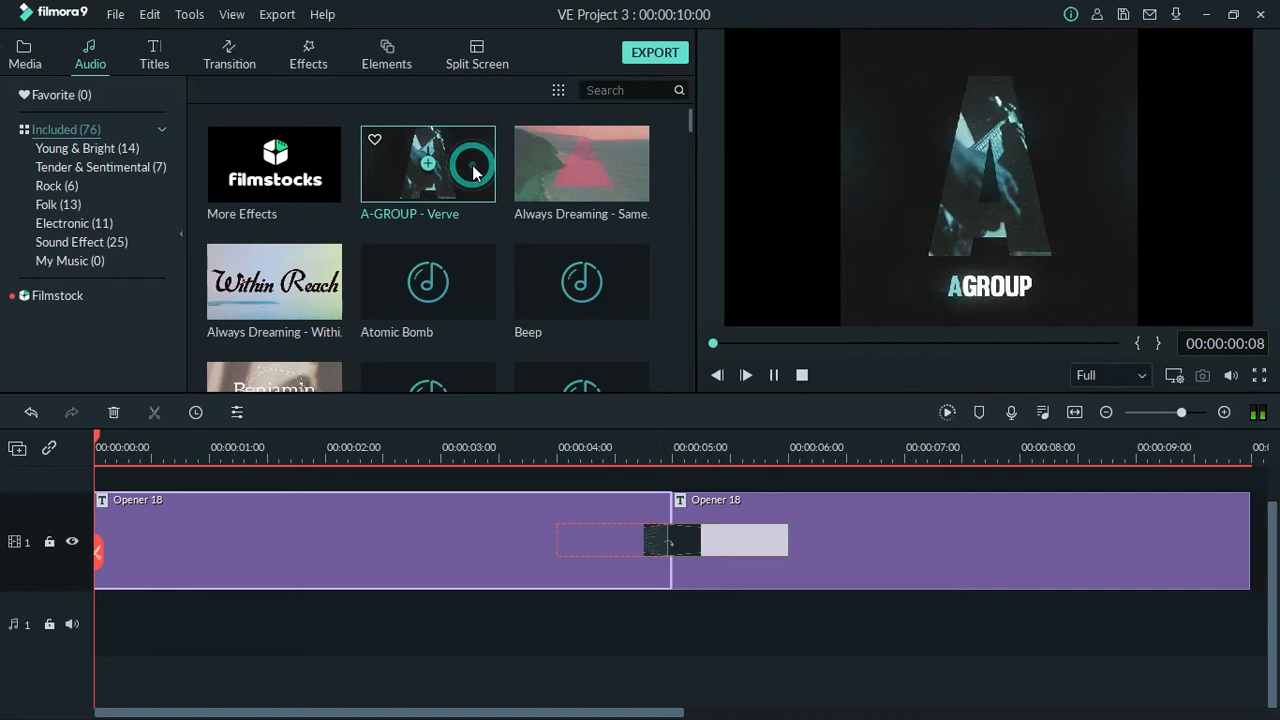 filmora9
File
Edit
Tools
View
Export
Help
VE Project 3 : 00:00:10:00
Media
Audio
Titles
Transition
Effects
Elements
Split Screen
EXPORT
Favorite (0)
Included (76)
Young & Bright (14)
Tender & Sentimental (7)
Rock (6)
Folk (13)
Electronic (11)
Sound Effect (25)
My Music (0)
Filmstock
Search
filmstocks
More Effects
A-GROUP - Verve
Always Dreaming - Same.
Within Reach
Always Dreaming - Withi.
Atomic Bomb
Beep
Benjamin
AGROUP
00:00:00:08
Full
00:00:00:00
00:00:01:00
00:00:02:00
00:00:03:00
00:00:04:00
00:00:05:00
00:00:06:00
00:00:07:00
00:00:08:00
00:00:09:00
00:0
T Opener 18
T Opener 18
1
1